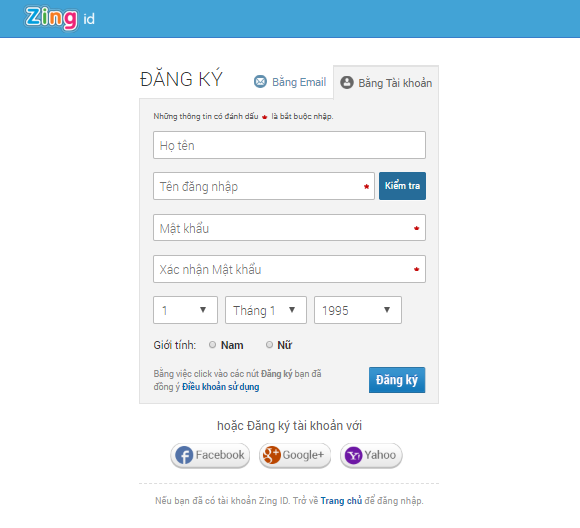 Zing id
ĐĂNG KÝ
Bằng Email
Bằng Tài khoản
Những thông tin có đánh dấu * là bắt buộc nhập.
Họ tên
Tên đăng nhập *
Kiểm tra
Mật khẩu *
Xác nhận Mật khẩu *
1 ▼ Tháng 1 ▼ 1995 ▼
Giới tính: Nam Nữ
Bằng việc click vào các nút Đăng ký bạn đã
đồng ý Điều khoản sử dụng
Đăng ký
hoặc Đăng ký tài khoản với
Facebook Google+ Yahoo
Nếu bạn đã có tài khoản Zing ID. Trở về Trang chủ để đăng nhập.